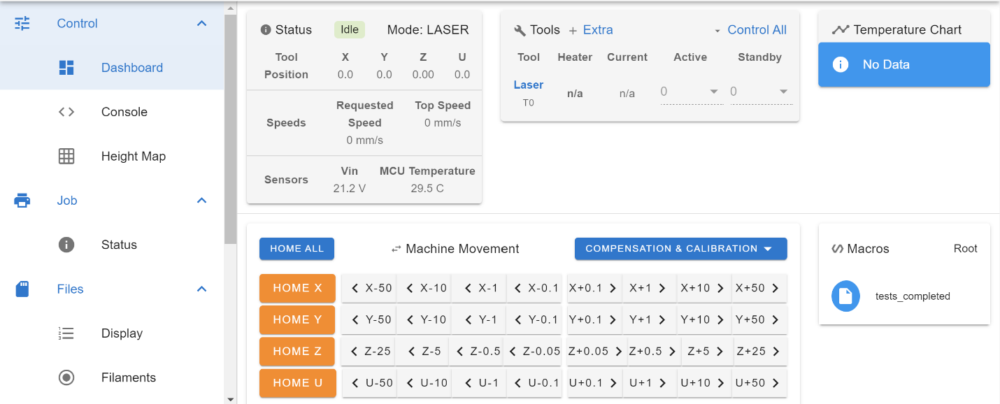 Control
Dashboard
Console
Height Map
Job
Status
Files
Display
Filaments
Status Idle Mode: LASER
Tool Position X Y Z U
0.0 0.0 0.00 0.0
Speeds
Requested Speed Top Speed
0 mm/s 0 mm/s
Sensors
Vin MCU Temperature
21.2 V 29.5 C
Tools + Extra Control All
Tool Heater Current Active Standby
Laser n/a n/a 0 0
T0
Temperature Chart
No Data
HOME ALL Machine Movement COMPENSATION & CALIBRATION
HOME X X-50 X-10 X-1 X-0.1 X+0.1 X+1 X+10 X+50
HOME Y Y-50 Y-10 Y-1 Y-0.1 Y+0.1 Y+1 Y+10 Y+50
HOME Z Z-25 Z-5 Z-0.5 Z-0.05 Z+0.05 Z+0.5 Z+5 Z+25
HOME U U-50 U-10 U-1 U-0.1 U+0.1 U+1 U+10 U+50
Macros Root
tests_completed